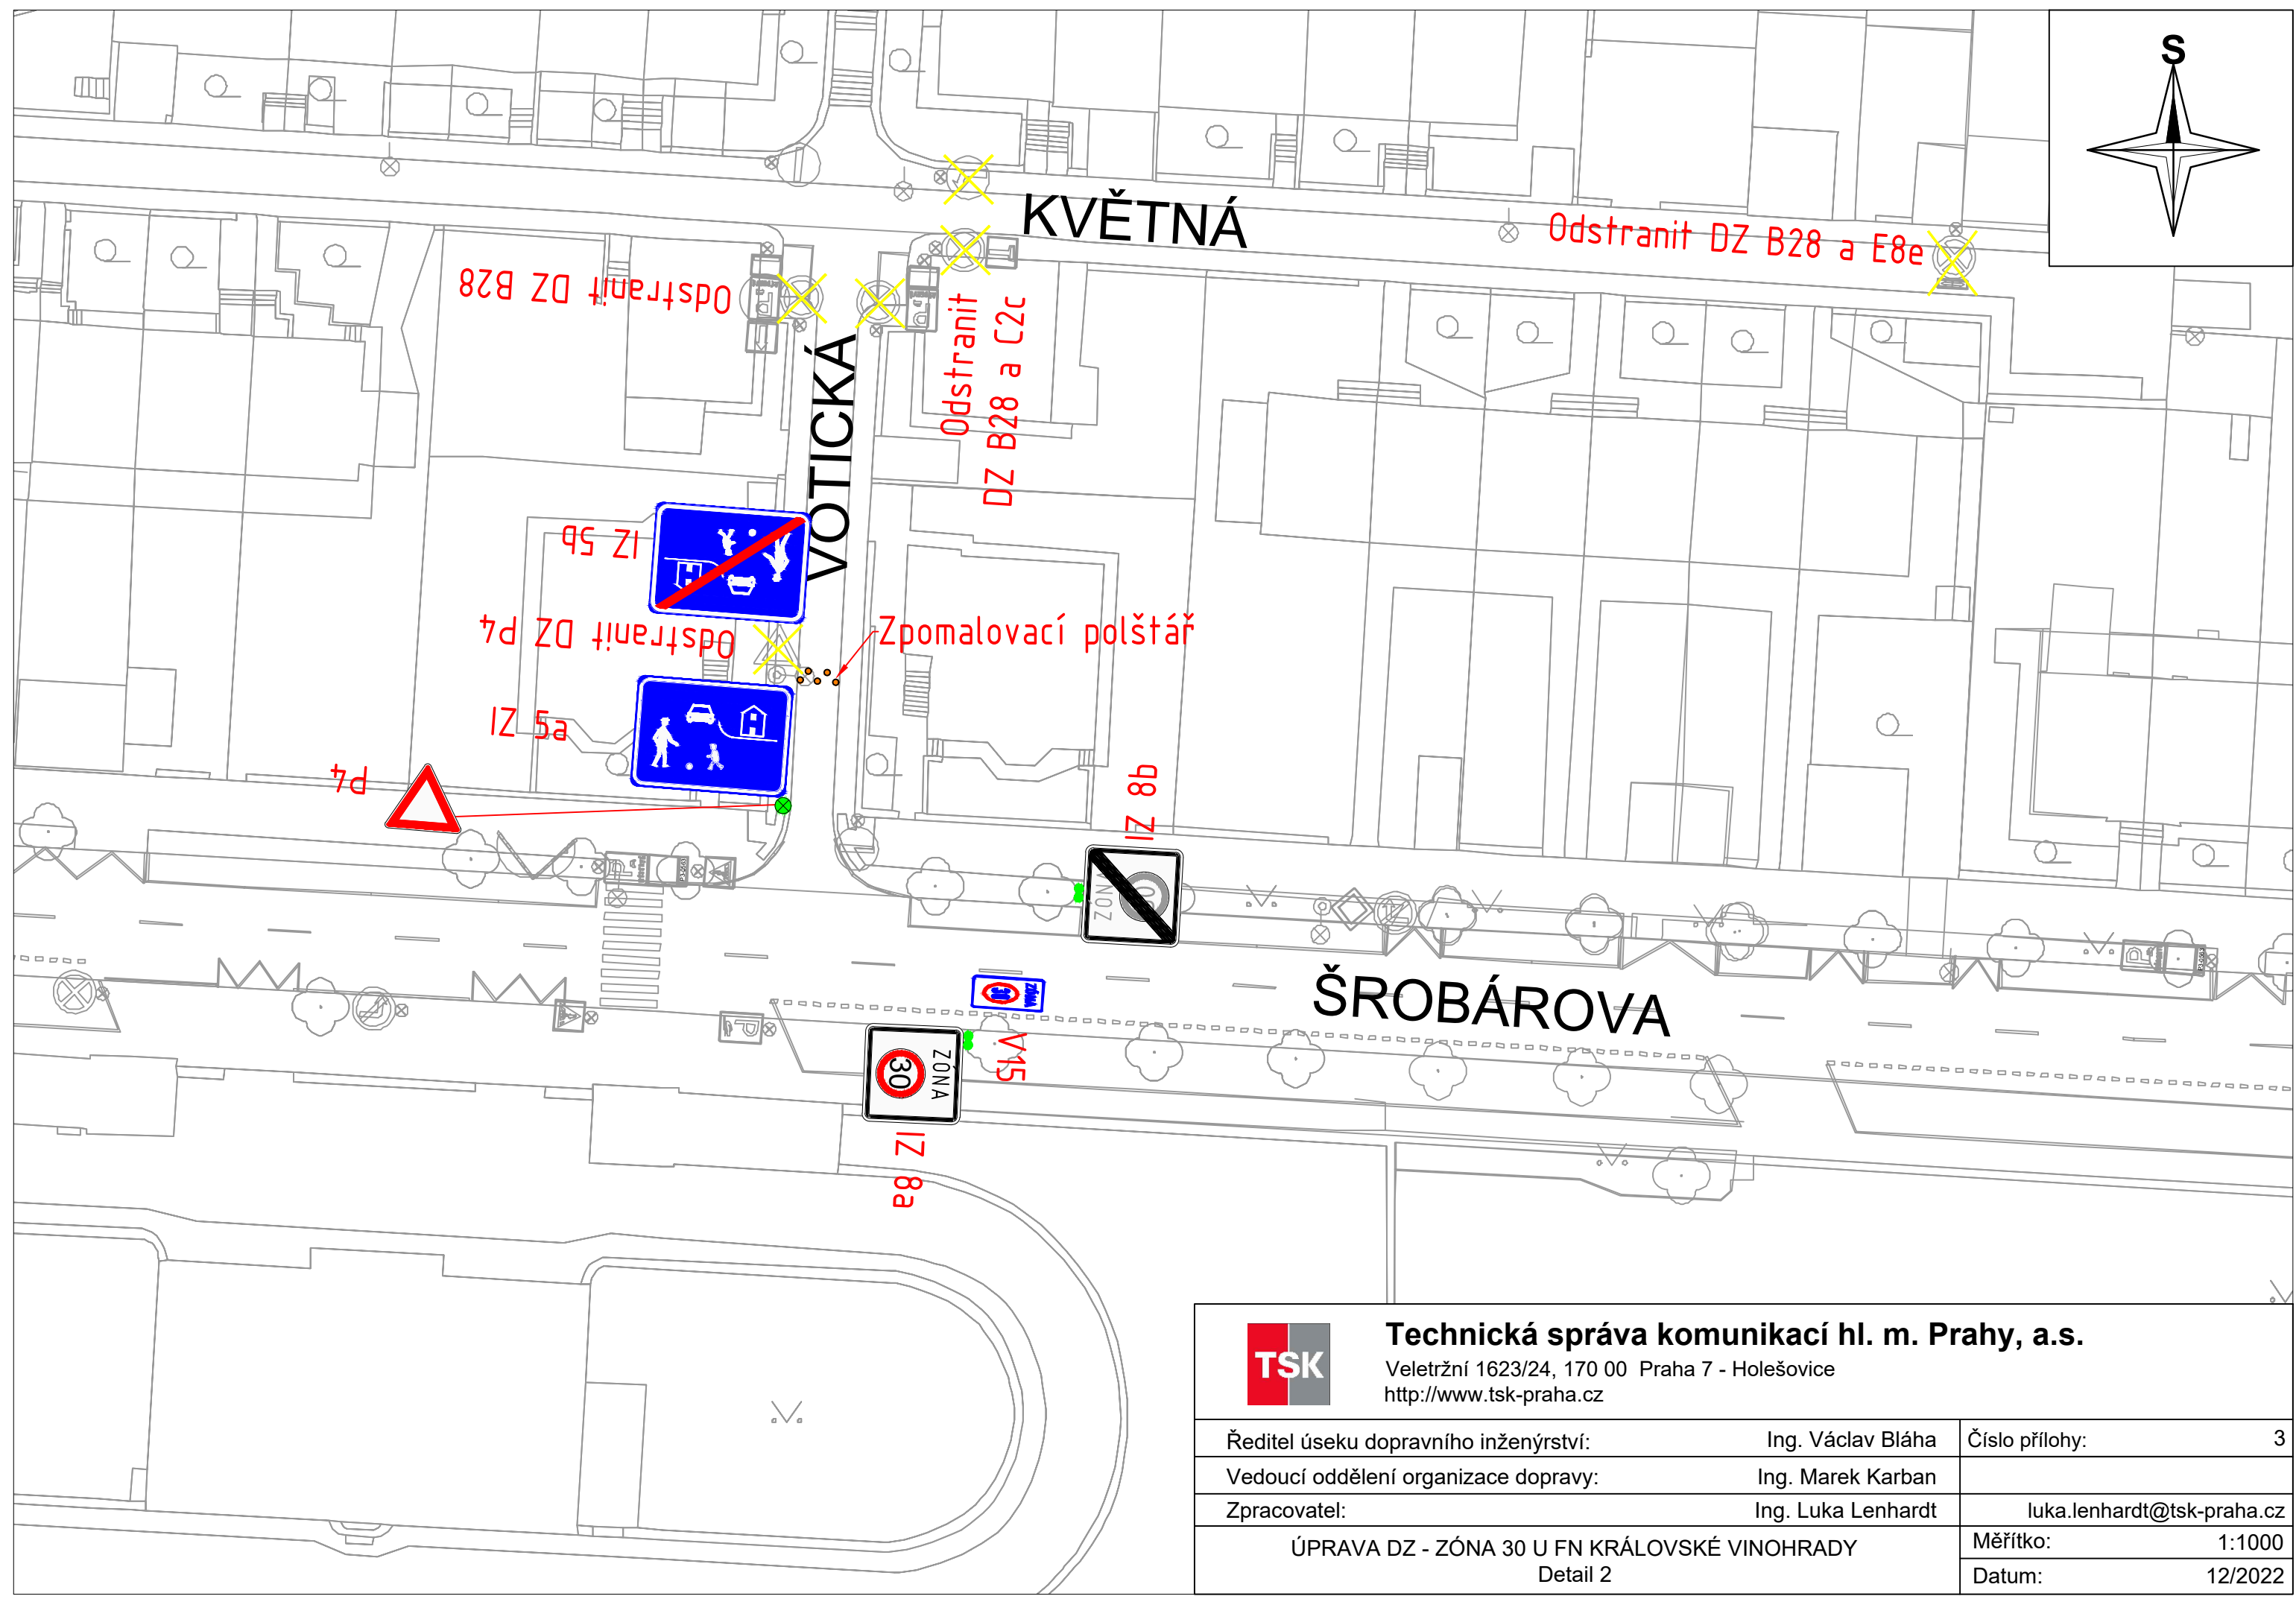 S
KVĚTNÁ
Odstranit DZ B28 a E8e
Odstranit DZ B28
Odstranit
DZ B28 a C2c
VOTICKÁ
IZ 5b
Odstranit DZ P4
Zpomalovací polštář
IZ 5a
P4
IZ 8b
ZÓNA
30
ŠROBÁROVA
ZÓNA
30
V15
ZÓNA
30
IZ 8a
TSK
Technická správa komunikací hl. m. Prahy, a.s.
Veletržní 1623/24, 170 00 Praha 7 - Holešovice
http://www.tsk-praha.cz
Ředitel úseku dopravního inženýrství: Ing. Václav Bláha Číslo přílohy: 3
Vedoucí oddělení organizace dopravy: Ing. Marek Karban
Zpracovatel: Ing. Luka Lenhardt luka.lenhardt@tsk-praha.cz
ÚPRAVA DZ - ZÓNA 30 U FN KRÁLOVSKÉ VINOHRADY
Detail 2
Měřítko: 1:1000
Datum: 12/2022